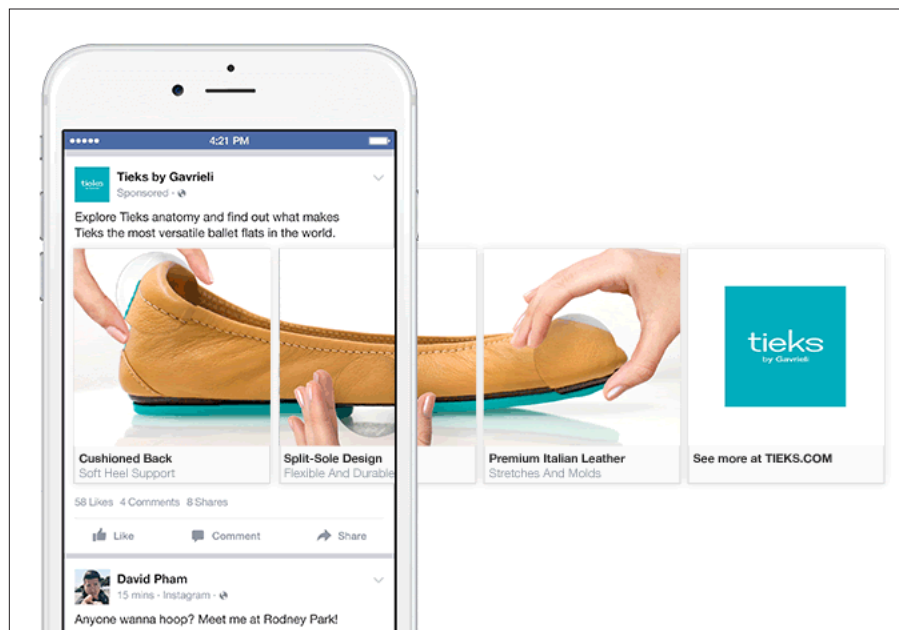 4:21 PM
tieks
Tieks by Gavrieli
Sponsored ·
Explore Tieks anatomy and find out what makes
Tieks the most versatile ballet flats in the world.
tieks
by Gavrieli
Cushioned Back
Soft Heel Support
Split-Sole Design
Flexible And Durable
Premium Italian Leather
Stretches And Molds
See more at TIEKS.COM
58 Likes 4 Comments 8 Shares
Like Comment Share
David Pham
15 mins · Instagram ·
Anyone wanna hoop? Meet me at Rodney Park!